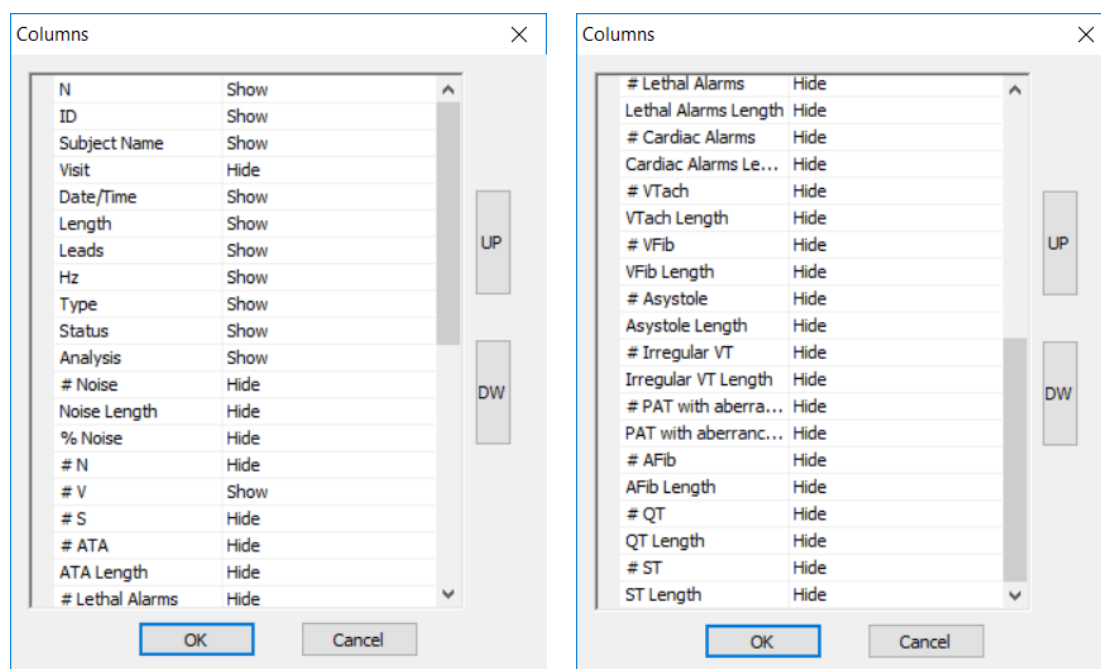 Columns
N Show
ID Show
Subject Name Show
Visit Hide
Date/Time Show
Length Show
Leads Show
Hz Show
Type Show
Status Show
Analysis Show
# Noise Hide
Noise Length Hide
% Noise Hide
# N Hide
# V Show
# S Hide
# ATA Hide
ATA Length Hide
# Lethal Alarms Hide
UP
DW
OK Cancel
Columns
# Lethal Alarms Hide
Lethal Alarms Length Hide
# Cardiac Alarms Hide
Cardiac Alarms Le... Hide
# VTach Hide
VTach Length Hide
# VFib Hide
VFib Length Hide
# Asystole Hide
Asystole Length Hide
# Irregular VT Hide
Irregular VT Length Hide
# PAT with aberra... Hide
PAT with aberranc... Hide
# AFib Hide
AFib Length Hide
# QT Hide
QT Length Hide
# ST Hide
ST Length Hide
UP
DW
OK Cancel